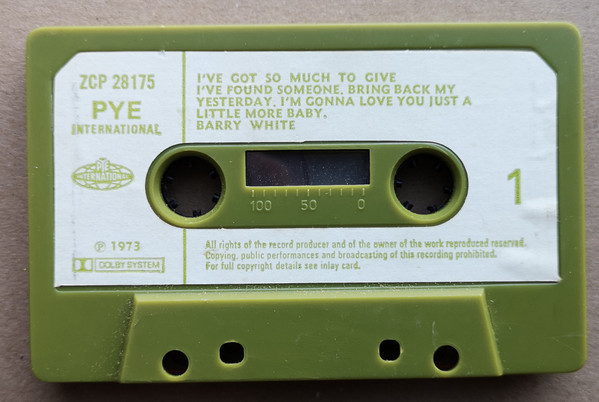 ZCP 28175
PYE
INTERNATIONAL
PYE
INTERNATIONAL
℗ 1973
DOLBY SYSTEM
I'VE GOT SO MUCH TO GIVE
I'VE FOUND SOMEONE, BRING BACK MY
YESTERDAY, I'M GONNA LOVE YOU JUST A
LITTLE MORE BABY.
BARRY WHITE
100 50 0
1
All rights of the record producer and of the owner of the work reproduced reserved.
Copying, public performances and broadcasting of this recording prohibited.
For full copyright details see inlay card.